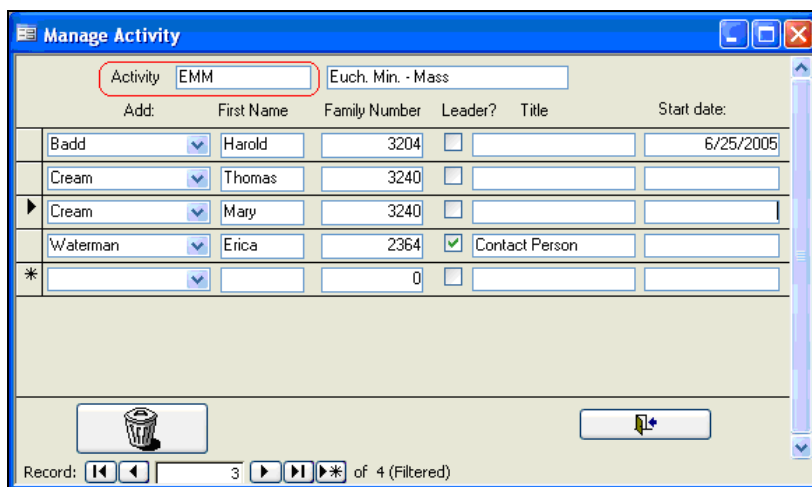 Manage Activity
Activity EMM Euch. Min. - Mass
Add: First Name Family Number Leader? Title Start date:
Badd Harold 3204 6/25/2005
Cream Thomas 3240
Cream Mary 3240
Waterman Erica 2364 Contact Person
0
Record: 3 of 4 (Filtered)